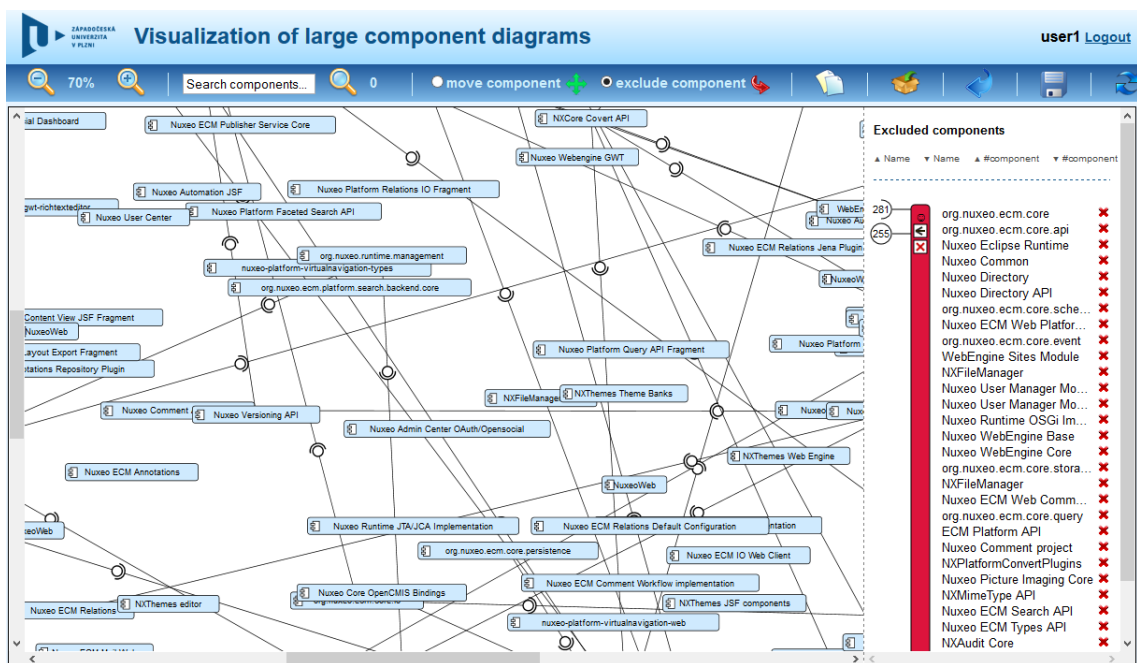 ZÁPADOČESKÁ
UNIVERZITA
V PLZNI
Visualization of large component diagrams
user1 Logout
70%
Search components...
0
move component
exclude component
ial Dashboard
Nuxeo ECM Publisher Service Core
NXCore Covert API
Nuxeo Webengine GWT
Nuxeo Automation JSF
Nuxeo Platform Relations IO Fragment
gwt-richtexteditor
Nuxeo User Center
Nuxeo Platform Faceted Search API
WebEn
Nuxeo Au
Nuxeo ECM Relations Jena Plugin
org.nuxeo.runtime.management
nuxeo-platform-virtualnavigation-types
org.nuxeo.ecm.platform.search.backend.core
NuxeoW
Content View JSF Fragment
NuxeoWeb
Layout Export Fragment
otations Repository Plugin
Nuxeo Platform Query API Fragment
Nuxeo Platform
NXFileManage
NXThemes Theme Banks
Nuxeo Comment
Nuxeo Versioning API
Nuxeo
Nux
Nuxeo Admin Center OAuth/Opensocial
Nuxeo ECM Annotations
NXThemes Web Engine
NuxeoWeb
eoWeb
Nuxeo Runtime JTA/JCA Implementation
Nuxeo ECM Relations Default Configuration
ntation
org.nuxeo.ecm.core.persistence
Nuxeo ECM IO Web Client
Nuxeo ECM Comment Workflow implementation
Nuxeo Core OpenCMIS Bindings
Nuxeo ECM Relations
NXThemes editor
NXThemes JSF components
nuxeo-platform-virtualnavigation-web
Excluded components
▲ Name ▼ Name ▲ #component ▼ #component
281
255
org.nuxeo.ecm.core
org.nuxeo.ecm.core.api
Nuxeo Eclipse Runtime
Nuxeo Common
Nuxeo Directory
Nuxeo Directory API
org.nuxeo.ecm.core.sche...
Nuxeo ECM Web Platfor...
org.nuxeo.ecm.core.event
WebEngine Sites Module
NXFileManager
Nuxeo User Manager Mo...
Nuxeo User Manager Mo...
Nuxeo Runtime OSGi Im...
Nuxeo WebEngine Base
Nuxeo WebEngine Core
org.nuxeo.ecm.core.stora...
NXFileManager
Nuxeo ECM Web Comm...
org.nuxeo.ecm.core.query
ECM Platform API
Nuxeo Comment project
NXPlatformConvertPlugins
Nuxeo Picture Imaging Core
NXMimeType API
Nuxeo ECM Search API
Nuxeo ECM Types API
NXAudit Core